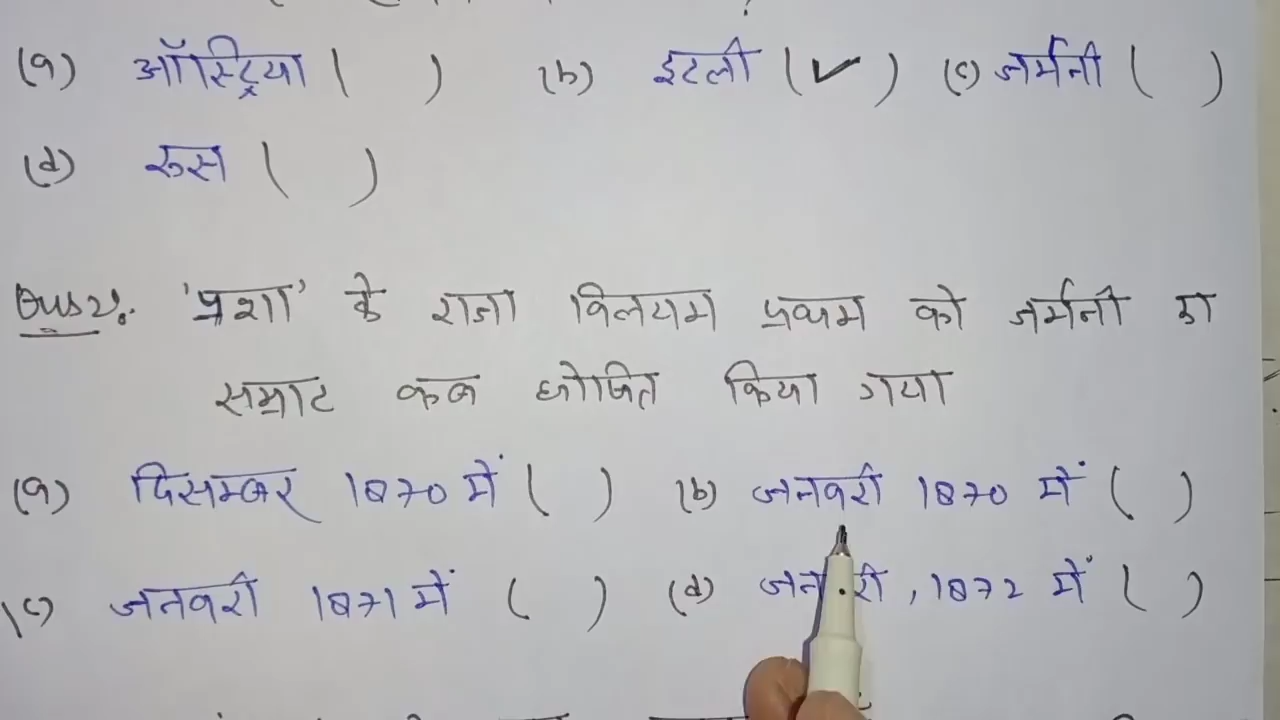 (a) ऑस्ट्रिया ( ) (b) इटली (✓) (c) जर्मनी ( )
(d) रुस ( )
Ques2:. 'प्रशा' के राजा विलयम प्रथम को जर्मनी का
सम्राट कब घोषित किया गया
(a) दिसम्बर 1870 में ( ) (b) जनवरी 1870 में ( )
(c) जनवरी 1871 में ( ) (d) जनवरी, 1872 में ( )